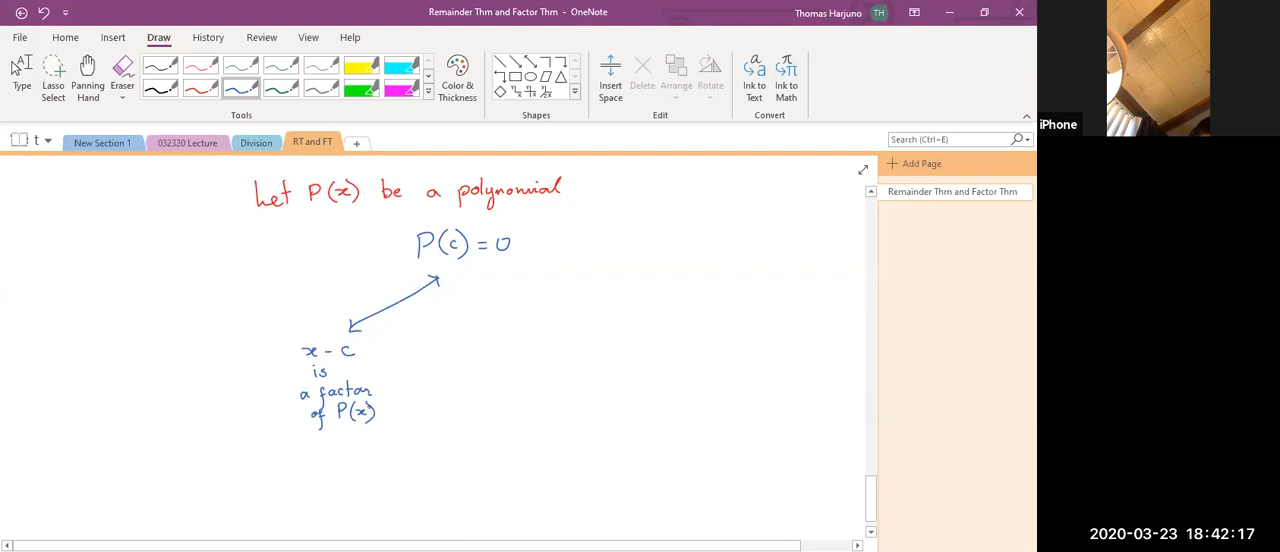 Remainder Thm and Factor Thm - OneNote
Thomas Harjuno TH
File Home Insert Draw History Review View Help
Type
Lasso Select
Panning Hand
Eraser
Color & Thickness
Insert Space
Delete
Arrange
Rotate
Ink to Text
Ink to Math
Tools
Shapes
Edit
Convert
t New Section 1 032320 Lecture Division RT and FT +
Search (Ctrl+E)
Add Page
Remainder Thm and Factor Thm
Let P(x) be a polynomial
P(c) = 0
x - c
is
a factor
of P(x)
iPhone
2020-03-23 18:42:17